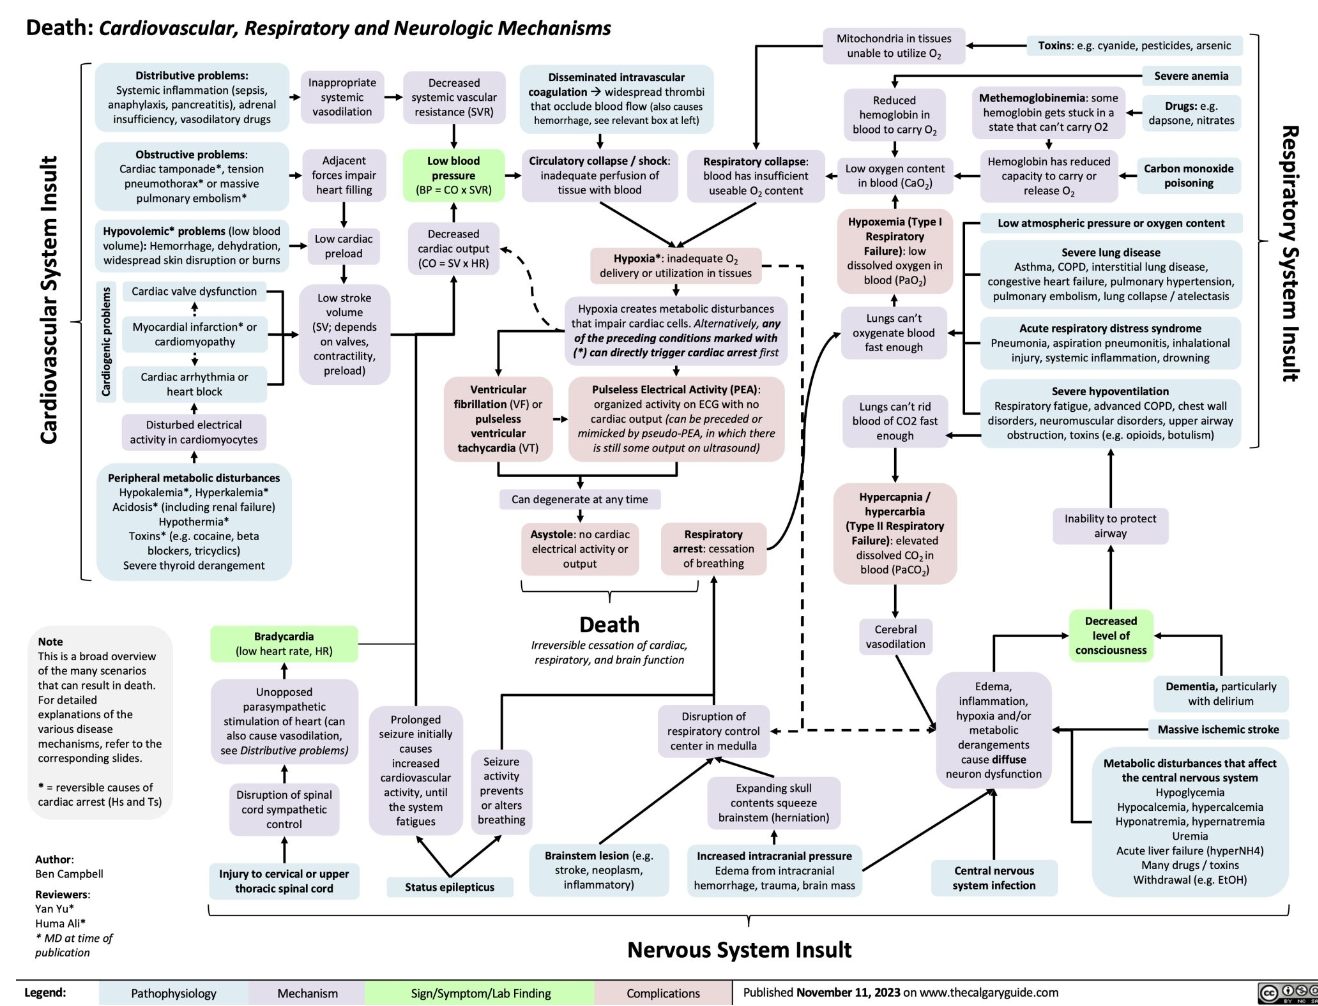 Death: Cardiovascular, Respiratory and Neurologic Mechanisms
Cardiovascular System Insult
Distributive problems:
Systemic inflammation (sepsis,
anaphylaxis, pancreatitis), adrenal
insufficiency, vasodilatory drugs
Inappropriate
systemic
vasodilation
Decreased
systemic vascular
resistance (SVR)
Disseminated intravascular
coagulation → widespread thrombi
that occlude blood flow (also causes
hemorrhage, see relevant box at left)
Obstructive problems:
Cardiac tamponade*, tension
pneumothorax* or massive
pulmonary embolism*
Adjacent
forces impair
heart filling
Low blood
pressure
(BP = CO x SVR)
Circulatory collapse / shock:
inadequate perfusion of
tissue with blood
Respiratory collapse:
blood has insufficient
useable O2 content
Hypovolemic* problems (low blood
volume): Hemorrhage, dehydration,
widespread skin disruption or burns
Low cardiac
preload
Decreased
cardiac output
(CO = SV x HR)
Cardiogenic problems
Cardiac valve dysfunction
Myocardial infarction* or
cardiomyopathy
Cardiac arrhythmia or
heart block
Low stroke
volume
(SV; depends
on valves,
contractility,
preload)
Disturbed electrical
activity in cardiomyocytes
Peripheral metabolic disturbances
Hypokalemia*, Hyperkalemia*
Acidosis* (including renal failure)
Hypothermia*
Toxins* (e.g. cocaine, beta
blockers, tricyclics)
Severe thyroid derangement
Hypoxia*: inadequate O2
delivery or utilization in tissues
Hypoxia creates metabolic disturbances
that impair cardiac cells. Alternatively, any
of the preceding conditions marked with
(*) can directly trigger cardiac arrest first
Ventricular
fibrillation (VF) or
pulseless
ventricular
tachycardia (VT)
Pulseless Electrical Activity (PEA):
organized activity on ECG with no
cardiac output (can be preceded or
mimicked by pseudo-PEA, in which there
is still some output on ultrasound)
Can degenerate at any time
Asystole: no cardiac
electrical activity or
output
Respiratory
arrest: cessation
of breathing
Death
Irreversible cessation of cardiac,
respiratory, and brain function
Respiratory System Insult
Mitochondria in tissues
unable to utilize O2
Toxins: e.g. cyanide, pesticides, arsenic
Severe anemia
Reduced
hemoglobin in
blood to carry O2
Methemoglobinemia: some
hemoglobin gets stuck in a
state that can't carry O2
Drugs: e.g.
dapsone, nitrates
Low oxygen content
in blood (CaO2)
Hemoglobin has reduced
capacity to carry or
release O2
Carbon monoxide
poisoning
Hypoxemia (Type I
Respiratory
Failure): low
dissolved oxygen in
blood (PaO2)
Low atmospheric pressure or oxygen content
Severe lung disease
Asthma, COPD, interstitial lung disease,
congestive heart failure, pulmonary hypertension,
pulmonary embolism, lung collapse / atelectasis
Lungs can't
oxygenate blood
fast enough
Acute respiratory distress syndrome
Pneumonia, aspiration pneumonitis, inhalational
injury, systemic inflammation, drowning
Severe hypoventilation
Respiratory fatigue, advanced COPD, chest wall
disorders, neuromuscular disorders, upper airway
obstruction, toxins (e.g. opioids, botulism)
Lungs can't rid
blood of CO2 fast
enough
Hypercapnia /
hypercarbia
(Type II Respiratory
Failure): elevated
dissolved CO2 in
blood (PaCO2)
Inability to protect
airway
Cerebral
vasodilation
Decreased
level of
consciousness
Dementia, particularly
with delirium
Massive ischemic stroke
Edema,
inflammation,
hypoxia and/or
metabolic
derangements
cause diffuse
neuron dysfunction
Metabolic disturbances that affect
the central nervous system
Hypoglycemia
Hypocalcemia, hypercalcemia
Hyponatremia, hypernatremia
Uremia
Acute liver failure (hyperNH4)
Many drugs / toxins
Withdrawal (e.g. EtOH)
Note
This is a broad overview
of the many scenarios
that can result in death.
For detailed
explanations of the
various disease
mechanisms, refer to the
corresponding slides.
* = reversible causes of
cardiac arrest (Hs and Ts)
Bradycardia
(low heart rate, HR)
Unopposed
parasympathetic
stimulation of heart (can
also cause vasodilation,
see Distributive problems)
Disruption of spinal
cord sympathetic
control
Injury to cervical or upper
thoracic spinal cord
Prolonged
seizure initially
causes
increased
cardiovascular
activity, until
the system
fatigues
Seizure
activity
prevents
or alters
breathing
Status epilepticus
Disruption of
respiratory control
center in medulla
Expanding skull
contents squeeze
brainstem (herniation)
Brainstem lesion (e.g.
stroke, neoplasm,
inflammatory)
Increased intracranial pressure
Edema from intracranial
hemorrhage, trauma, brain mass
Central nervous
system infection
Nervous System Insult
Author:
Ben Campbell
Reviewers:
Yan Yu*
Huma Ali*
* MD at time of
publication
Legend:
Pathophysiology
Mechanism
Sign/Symptom/Lab Finding
Complications
Published November 11, 2023 on www.thecalgaryguide.com